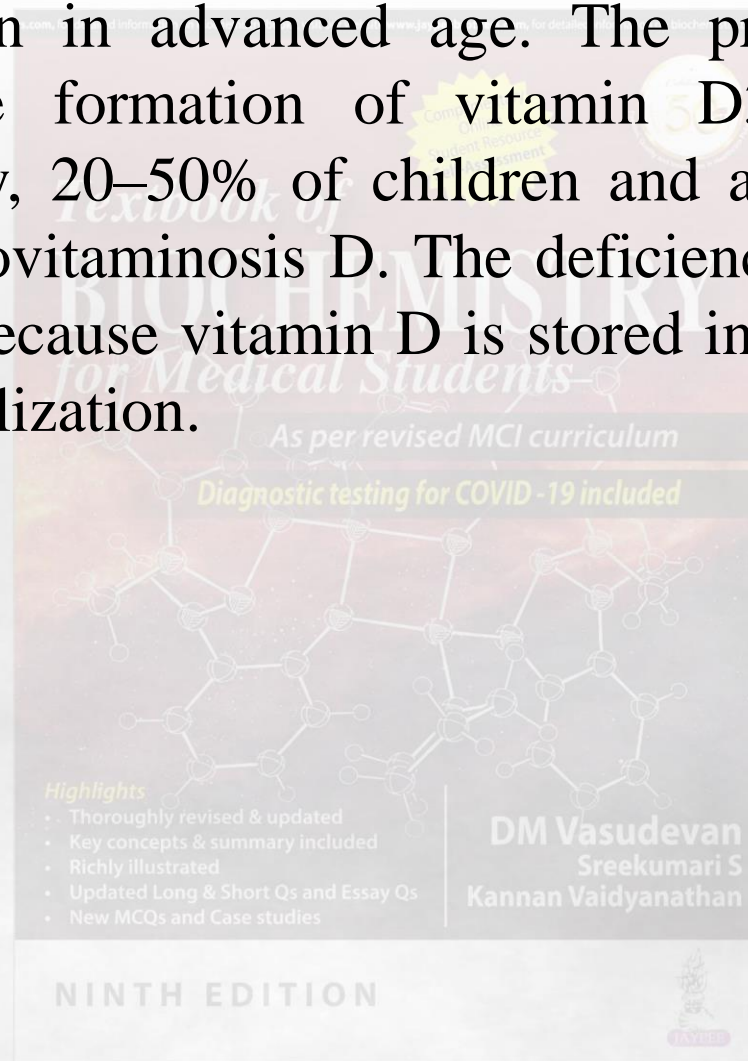 n in advanced age. The pr
e formation of vitamin D
y, 20–50% of children and a
ovitaminosis D. The deficienc
ecause vitamin D is stored in
lization.
Student Resource
Textbook of
BIOCHEMISTRY
for Medical Students
As per revised MCI curriculum
Diagnostic testing for COVID -19 included
Highlights
• Thoroughly revised & updated
• Key concepts & summary included
• Richly illustrated
• Updated Long & Short Qs and Essay Qs
• New MCQs and Case studies
DM Vasudevan
Sreekumari S
Kannan Vaidyanathan
NINTH EDITION
JAYPEE